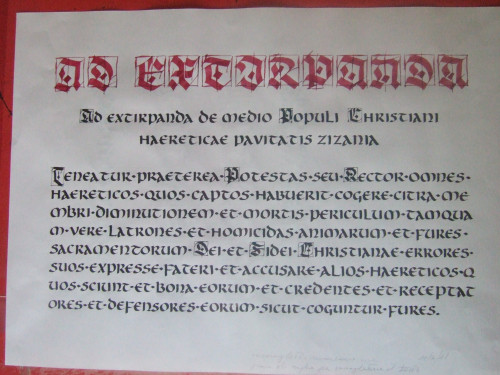 AD EXTIRPANDA
Ad extirpanda de medio Populi Christiani
haereticae pavitatis zizania
Teneatur·praeterea·Potestas·seu·Rector·omnes·
haereticos·quos·captos·habuerit·cogere·citra·me
mbri·diminutionem·et·mortis·periculum·tamqua
m·vere·latrones·et·homicidas·animarum·et·fures·
sacramentorum·Dei·et·Fidei·Christianae·errores·
suos·expresse·fateri·et·accusare·alios·haereticos·q
uos·sciunt·et·bona·eorum·et·credentes·et·receptat
ores·et·defensores·eorum·sicut·coguntur·fures.